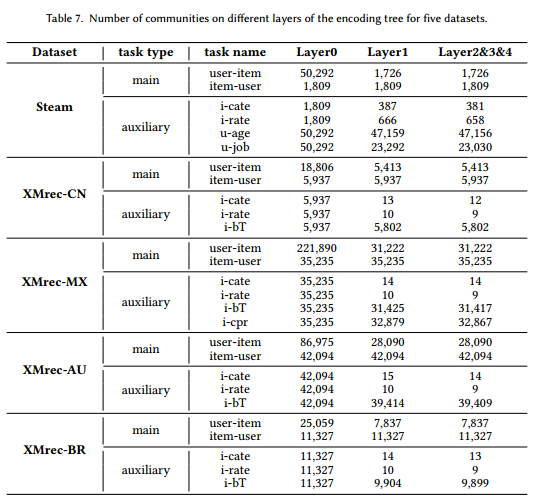 Table 7. Number of communities on different layers of the encoding tree for five datasets.
Dataset task type task name Layer0 Layer1 Layer2&3&4
Steam main user-item 50,292 1,726 1,726
item-user 1,809 1,809 1,809
auxiliary i-cate 1,809 387 381
i-rate 1,809 666 658
u-age 50,292 47,159 47,156
u-job 50,292 23,292 23,030
XMrec-CN main user-item 18,806 5,413 5,413
item-user 5,937 5,937 5,937
auxiliary i-cate 5,937 13 12
i-rate 5,937 10 9
i-bT 5,937 5,802 5,802
XMrec-MX main user-item 221,890 31,222 31,222
item-user 35,235 35,235 35,235
auxiliary i-cate 35,235 14 14
i-rate 35,235 10 9
i-bT 35,235 31,425 31,417
i-cpr 35,235 32,879 32,867
XMrec-AU main user-item 86,975 28,090 28,090
item-user 42,094 42,094 42,094
auxiliary i-cate 42,094 15 14
i-rate 42,094 10 9
i-bT 42,094 39,414 39,409
XMrec-BR main user-item 25,059 7,837 7,837
item-user 11,327 11,327 11,327
auxiliary i-cate 11,327 14 13
i-rate 11,327 10 9
i-bT 11,327 9,904 9,899